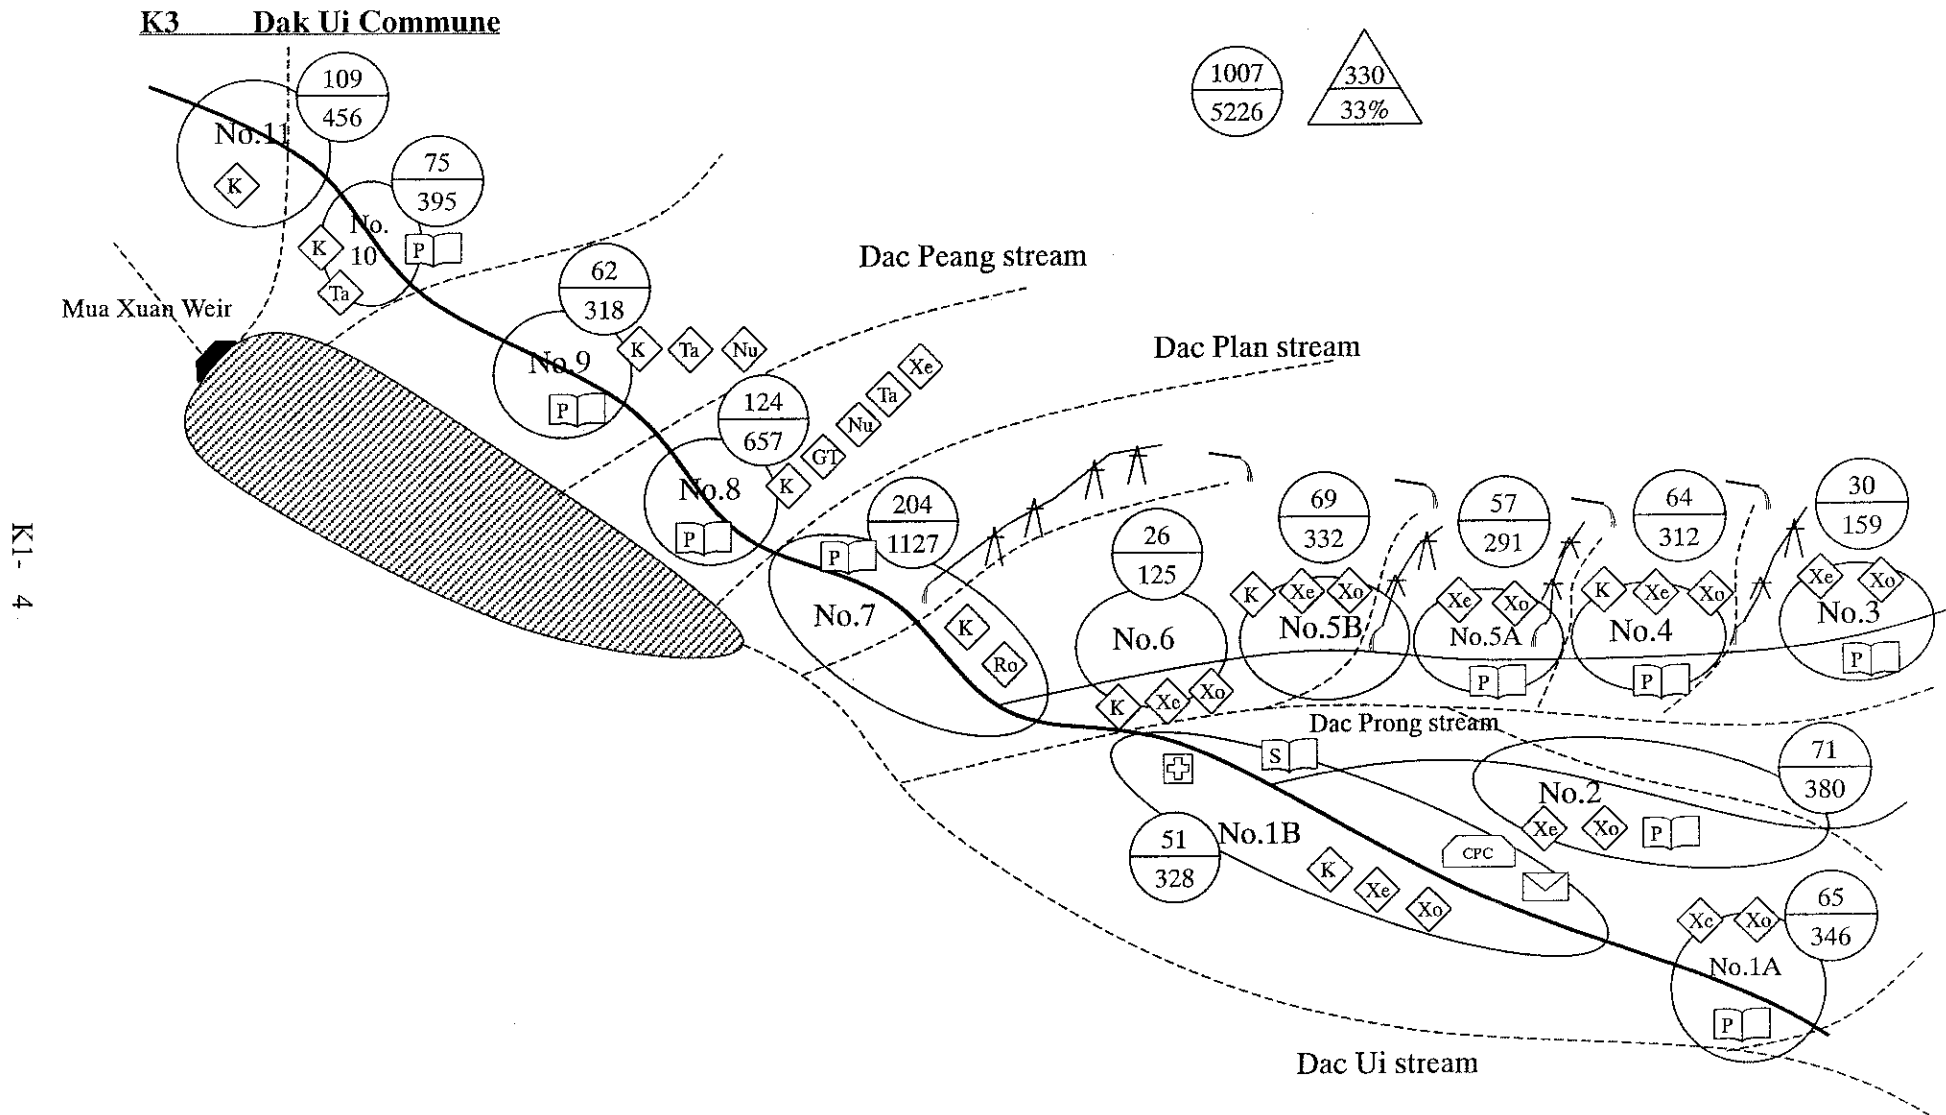 K3 Dak Ui Commune
1007
5226
330
33%
109
456
No.11
K
75
395
No.
10
K
Ta
P
Mua Xuan Weir
62
318
No.9
K Ta Nu
P
Dac Peang stream
Dac Plan stream
124
657
No.8
K GT Nu Ta Xe
P
204
1127
P
No.7
K
Ro
26
125
No.6
K Xe Xo
69
332
K Xe Xo
No.5B
57
291
Xe Xo
No.5A
P
64
312
K Xe Xo
No.4
P
30
159
Xe Xo
No.3
P
Dac Prong stream
S
71
380
No.2
Xe Xo P
51
328
No.1B
K Xe Xo
CPC
65
346
Xe Xo
No.1A
P
Dac Ui stream
K1- 4